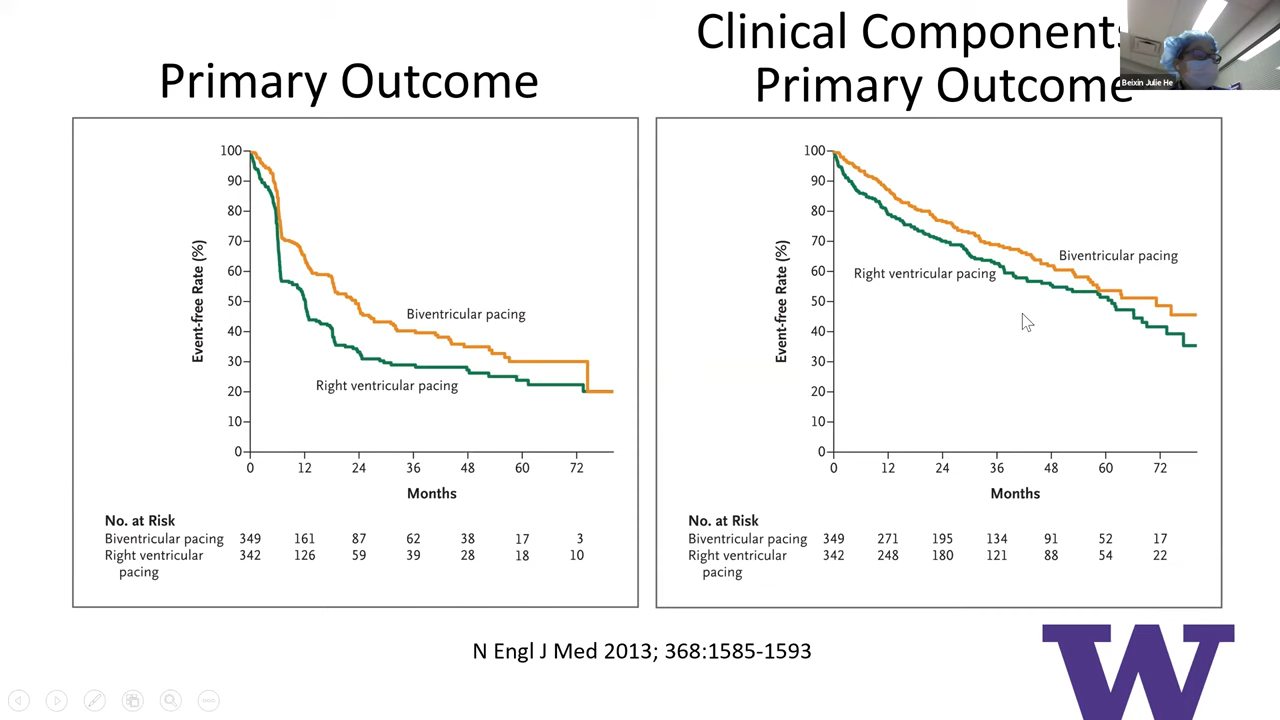 Primary Outcome
Clinical Components
Primary Outcome
Beixin Julie He
100
90
80
70
60
50
40
30
20
10
0
Event-free Rate (%)
Biventricular pacing
Right ventricular pacing
0 12 24 36 48 60 72
Months
No. at Risk
Biventricular pacing 349 161 87 62 38 17 3
Right ventricular 342 126 59 39 28 18 10
pacing
100
90
80
70
60
50
40
30
20
10
0
Event-free Rate (%)
Biventricular pacing
Right ventricular pacing
0 12 24 36 48 60 72
Months
No. at Risk
Biventricular pacing 349 271 195 134 91 52 17
Right ventricular 342 248 180 121 88 54 22
pacing
N Engl J Med 2013; 368:1585-1593
W